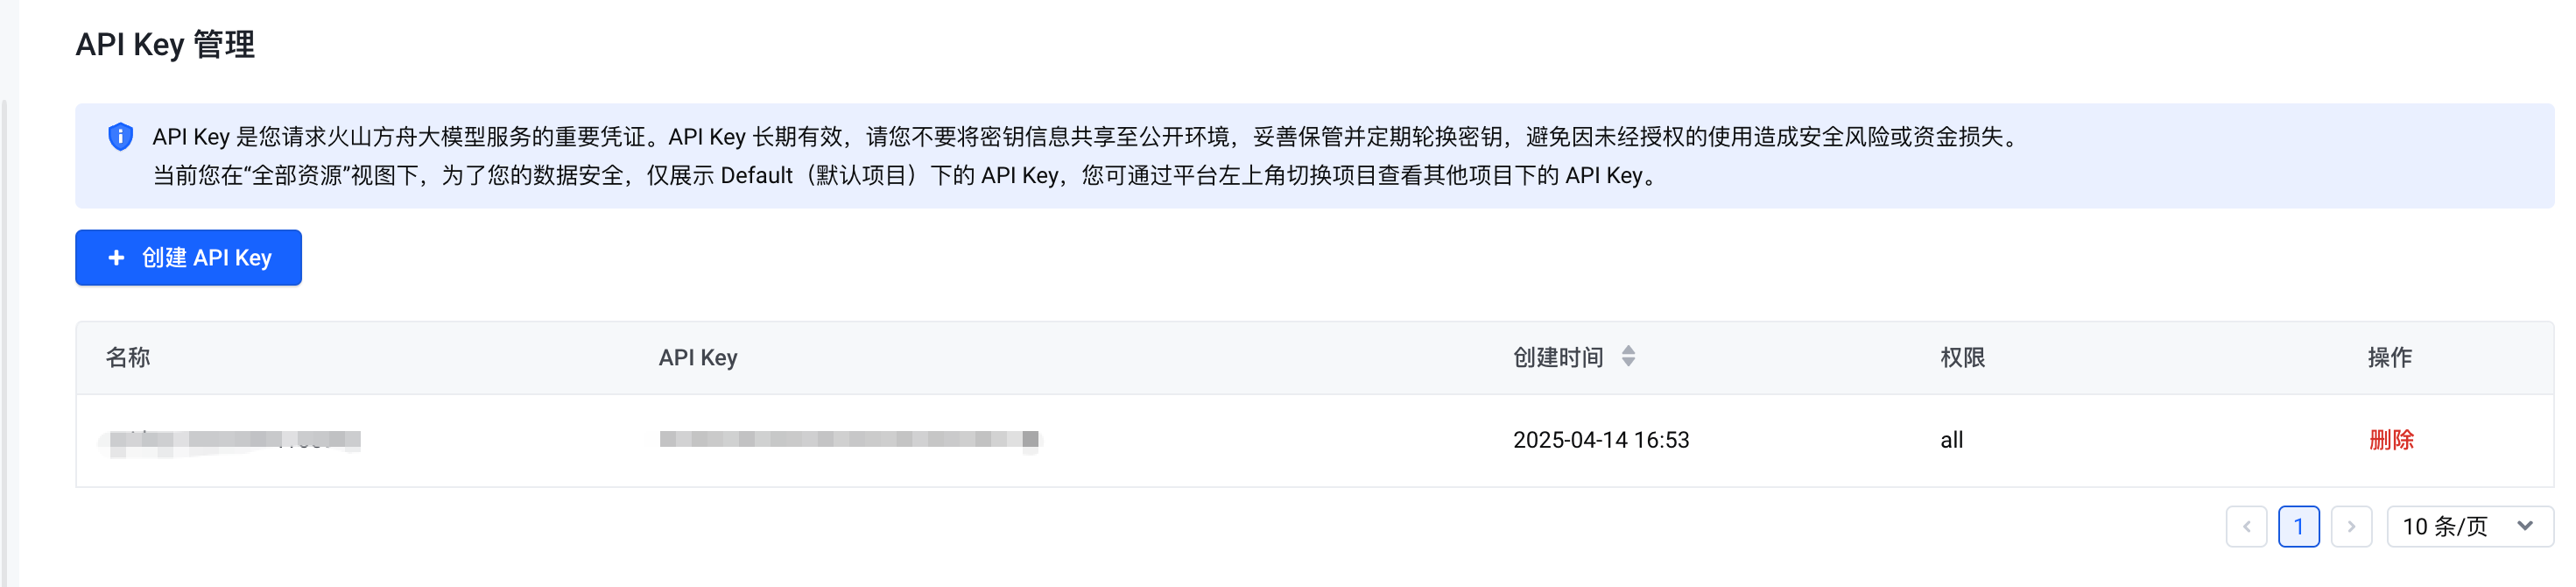 API Key 管理
API Key 是您请求火山方舟大模型服务的重要凭证。API Key 长期有效，请您不要将密钥信息共享至公开环境，妥善保管并定期轮换密钥，避免因未经授权的使用造成安全风险或资金损失。
当前您在“全部资源”视图下，为了您的数据安全，仅展示 Default（默认项目）下的 API Key，您可通过平台左上角切换项目查看其他项目下的 API Key。
+ 创建 API Key
名称 API Key 创建时间 权限 操作
2025-04-14 16:53 all 删除
1 10 条/页